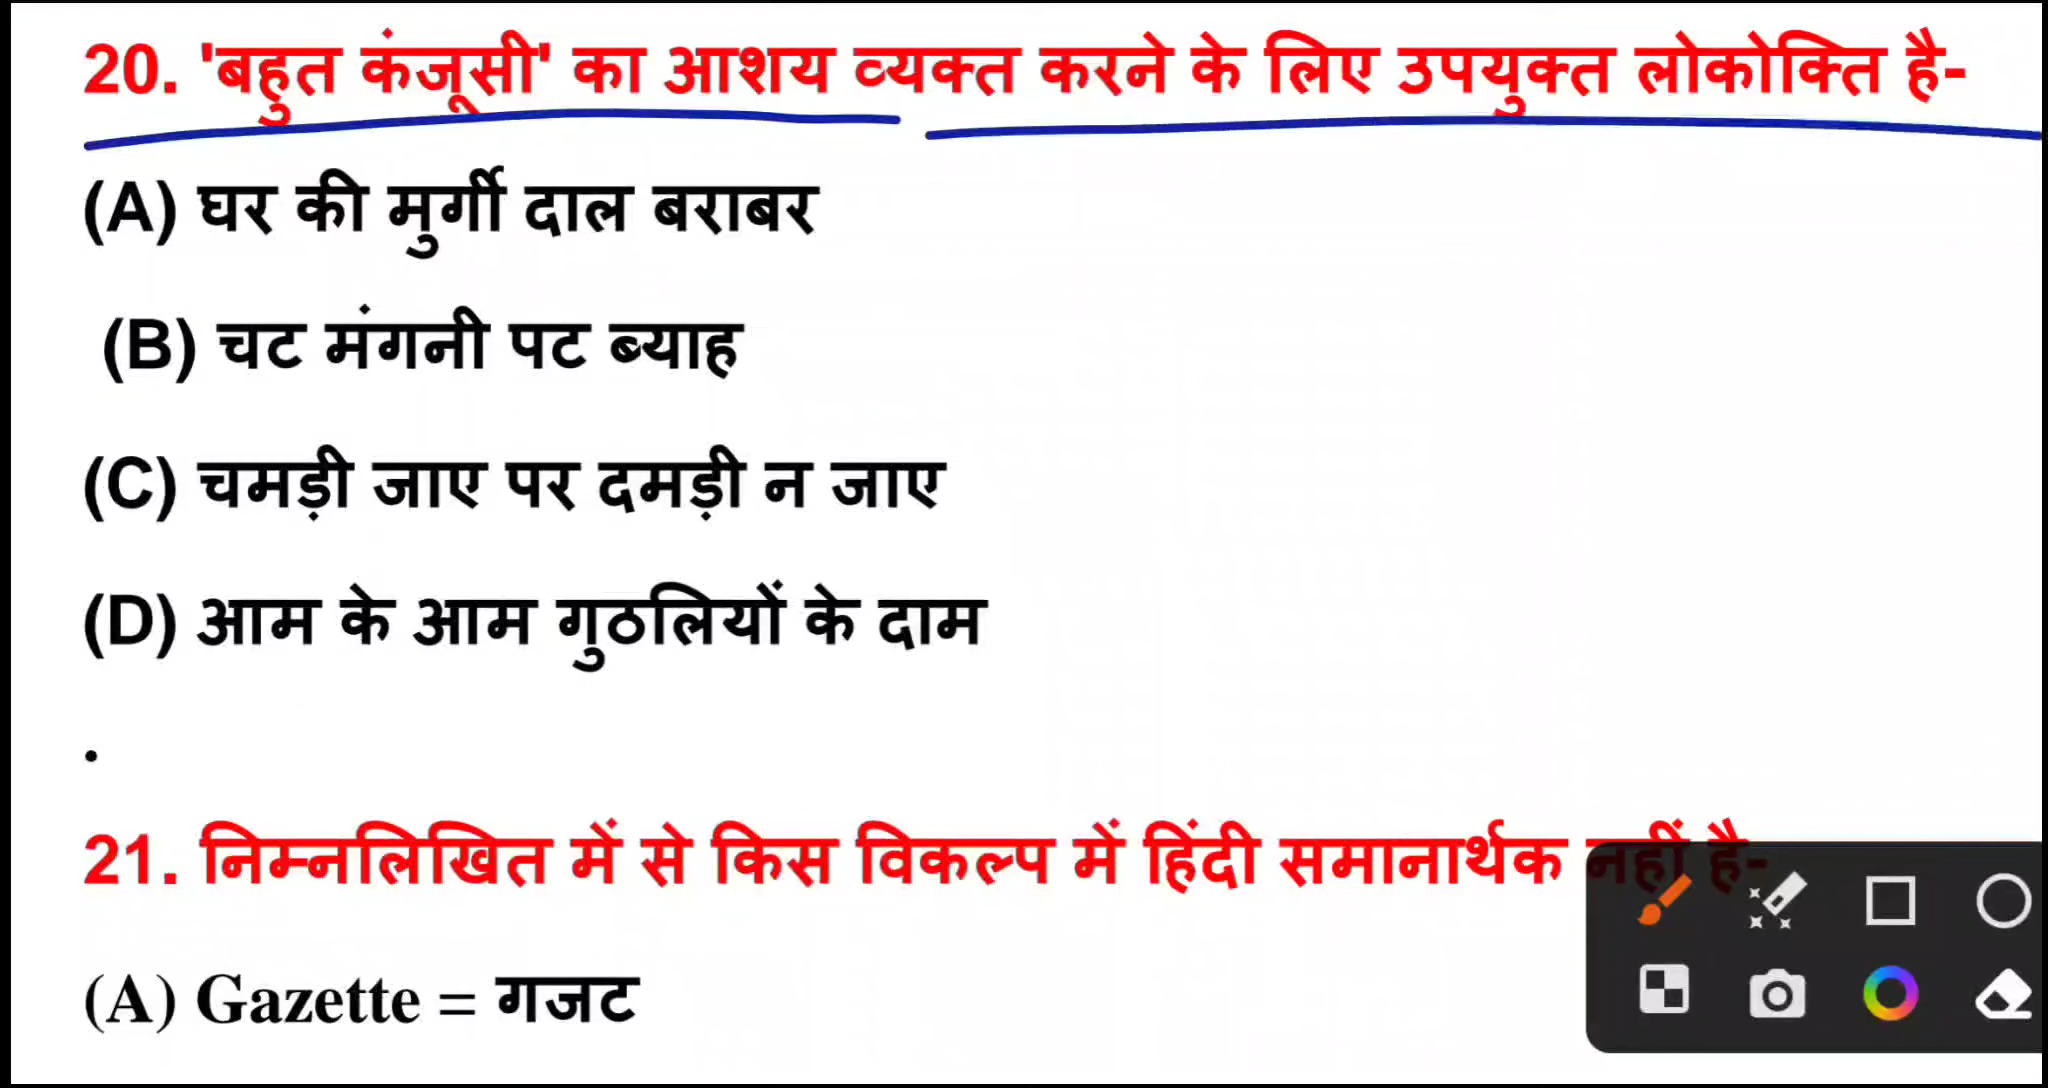 20. 'बहुत कंजूसी' का आशय व्यक्त करने के लिए उपयुक्त लोकोक्ति है-
(A) घर की मुर्गी दाल बराबर
(B) चट मंगनी पट ब्याह
(C) चमड़ी जाए पर दमड़ी न जाए
(D) आम के आम गुठलियों के दाम
.
21. निम्नलिखित में से किस विकल्प में हिंदी समानार्थक नहीं है-
(A) Gazette = गजट